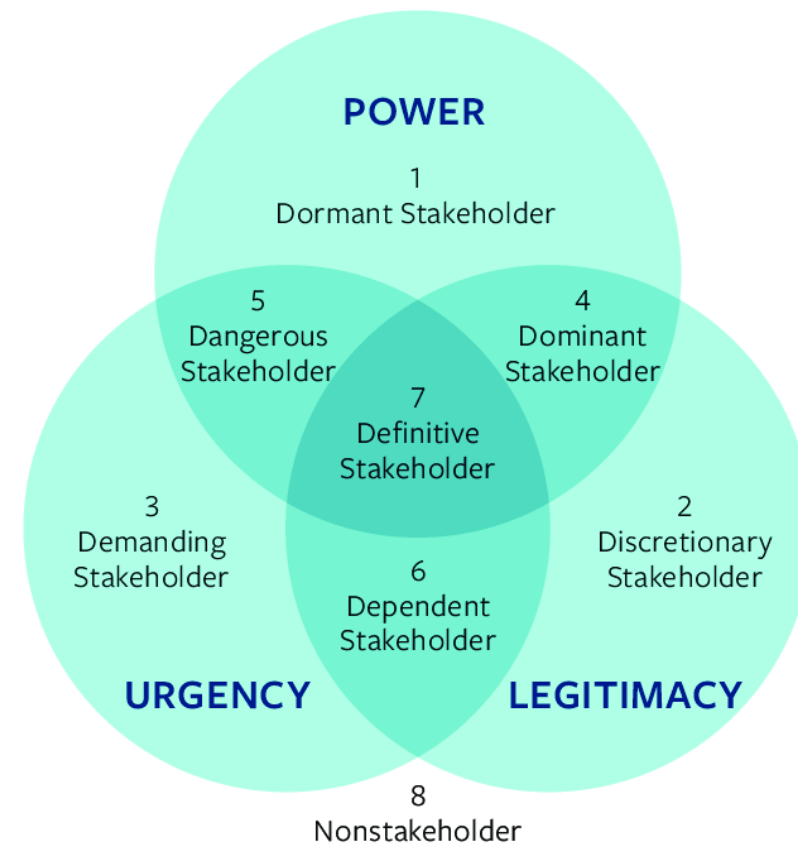 POWER
1
Dormant Stakeholder
5
Dangerous
Stakeholder
4
Dominant
Stakeholder
7
Definitive
Stakeholder
3
Demanding
Stakeholder
2
Discretionary
Stakeholder
6
Dependent
Stakeholder
URGENCY
LEGITIMACY
8
Nonstakeholder